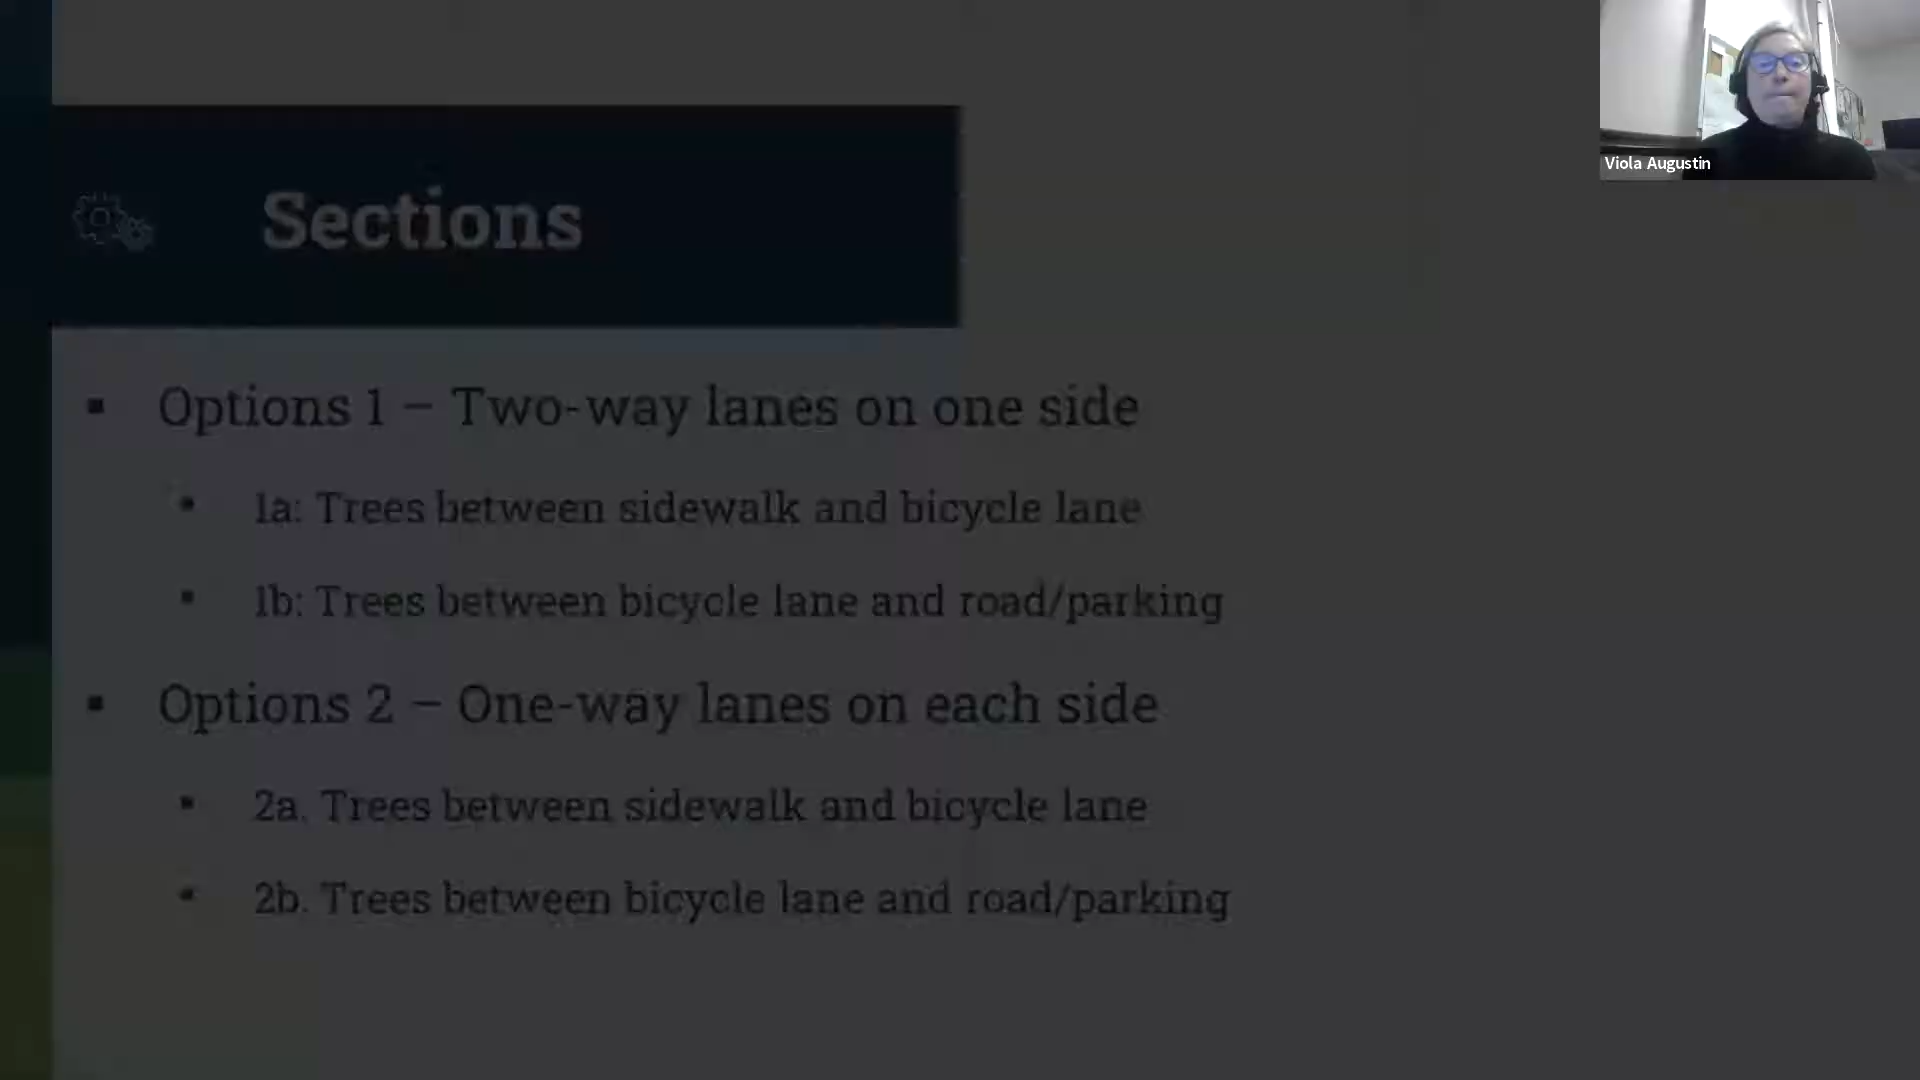 Viola Augustin
Sections
▪ Options 1 – Two-way lanes on one side
▪ 1a: Trees between sidewalk and bicycle lane
▪ 1b: Trees between bicycle lane and road/parking
▪ Options 2 – One-way lanes on each side
▪ 2a. Trees between sidewalk and bicycle lane
▪ 2b. Trees between bicycle lane and road/parking